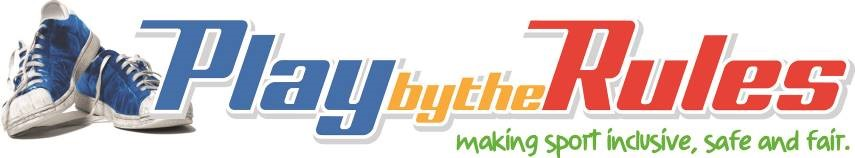 Play by the Rules
making sport inclusive, safe and fair.